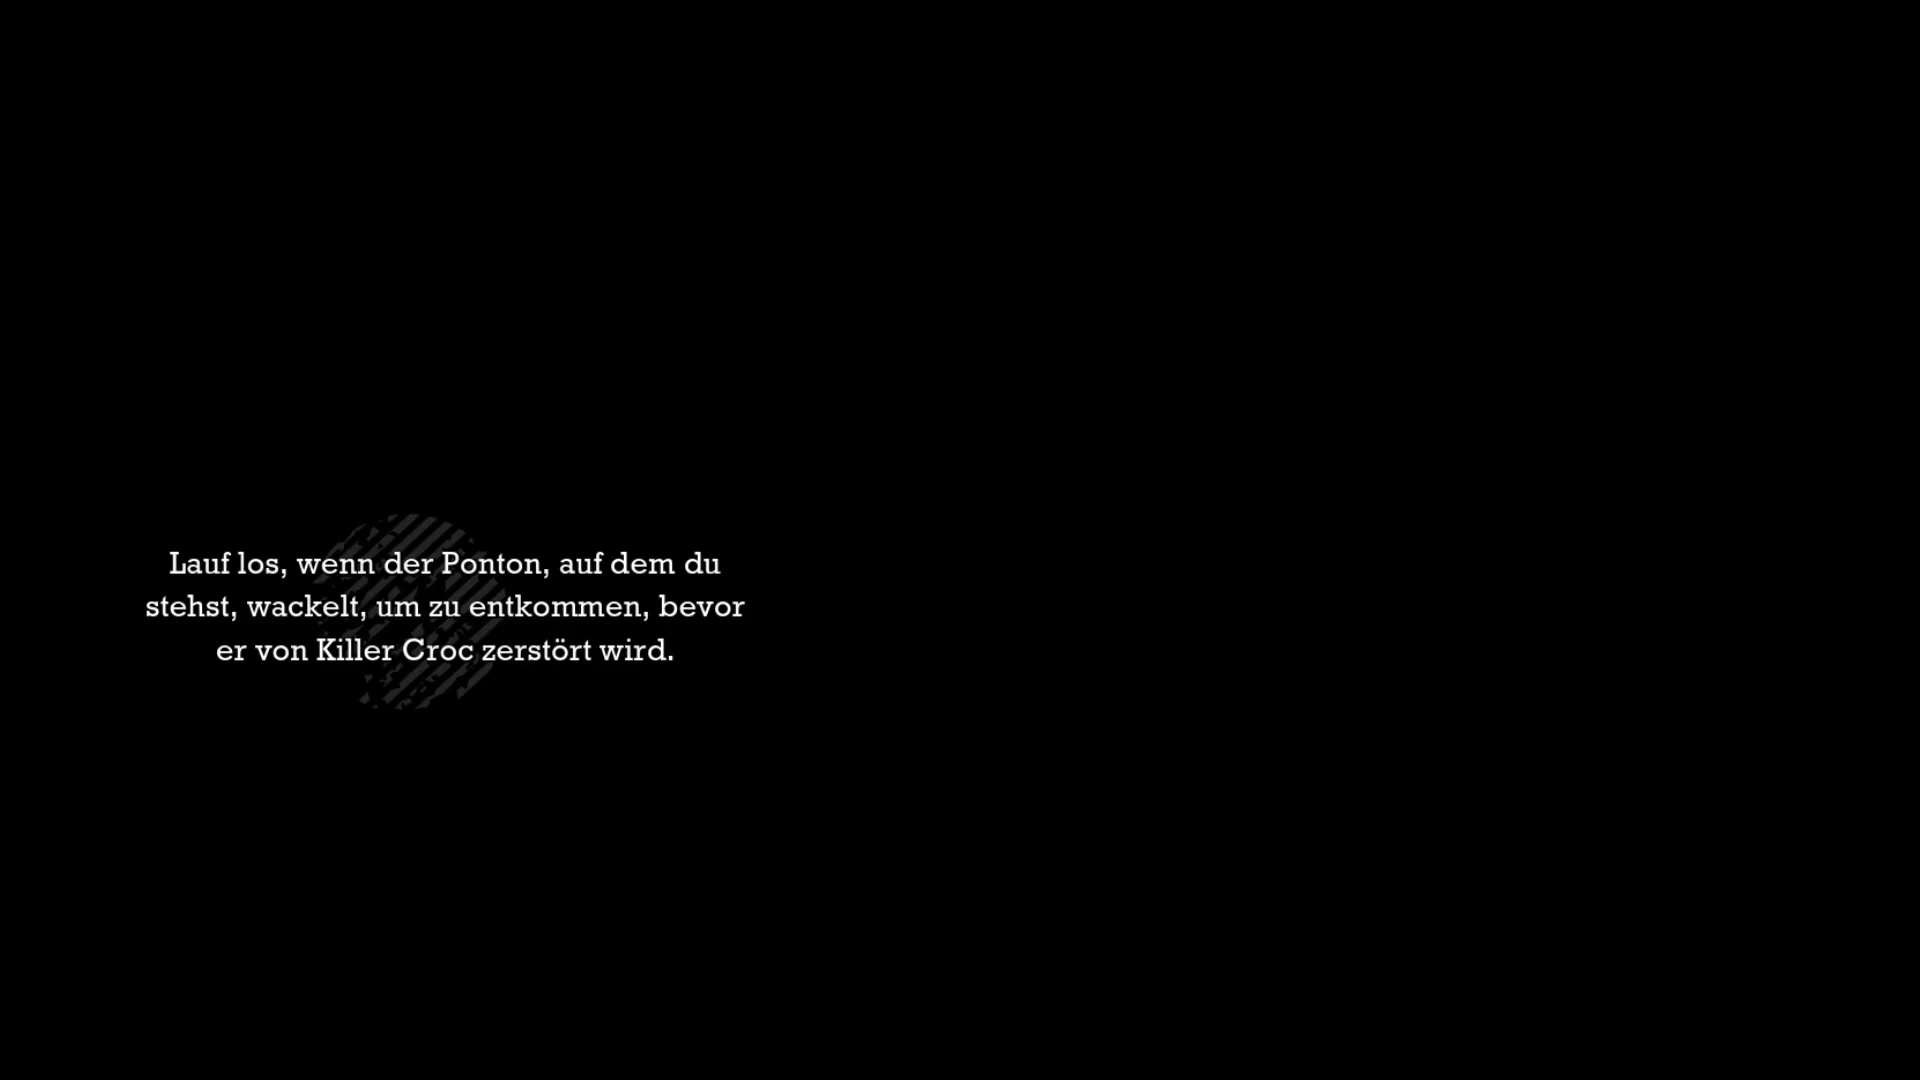 Lauf los, wenn der Ponton, auf dem du
stehst, wackelt, um zu entkommen, bevor
er von Killer Croc zerstört wird.